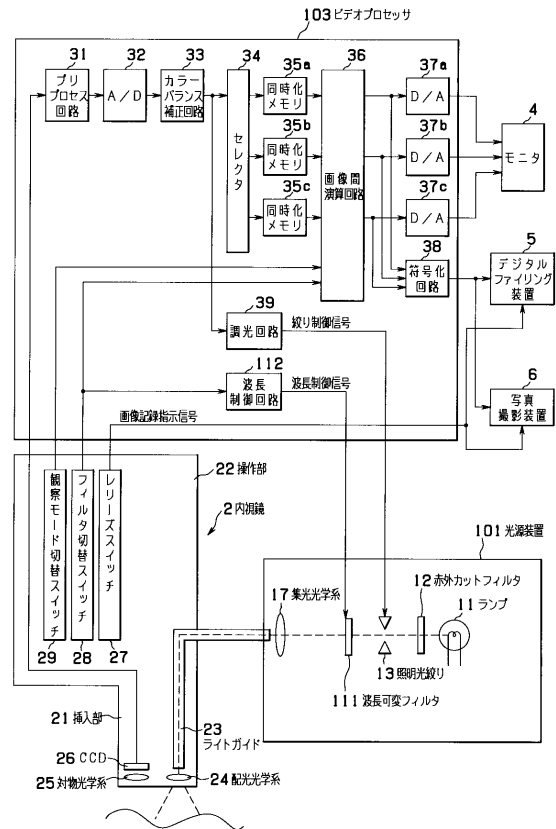 103 ビデオプロセッサ
31
32
33
34
35a
36
37a
プリ
プロセス
回路
A/D
カラー
バランス
補正回路
セレクタ
同時化
メモリ
画像間
演算回路
D/A
4
モニタ
35b
同時化
メモリ
37b
D/A
35c
同時化
メモリ
37c
D/A
38
符号化
回路
5
デジタル
ファイリング
装置
39
調光回路
絞り制御信号
112
波長
制御回路
波長制御信号
6
写真
撮影装置
画像記録指示信号
22 操作部
2 内視鏡
観察モード切替スイッチ
フィルタ切替スイッチ
レリーズスイッチ
29
28
27
101 光源装置
17 集光光学系
12 赤外カットフィルタ
11 ランプ
13 照明光絞り
111 波長可変フィルタ
21 挿入部
23
ライトガイド
26 CCD
25 対物光学系
24 配光光学系